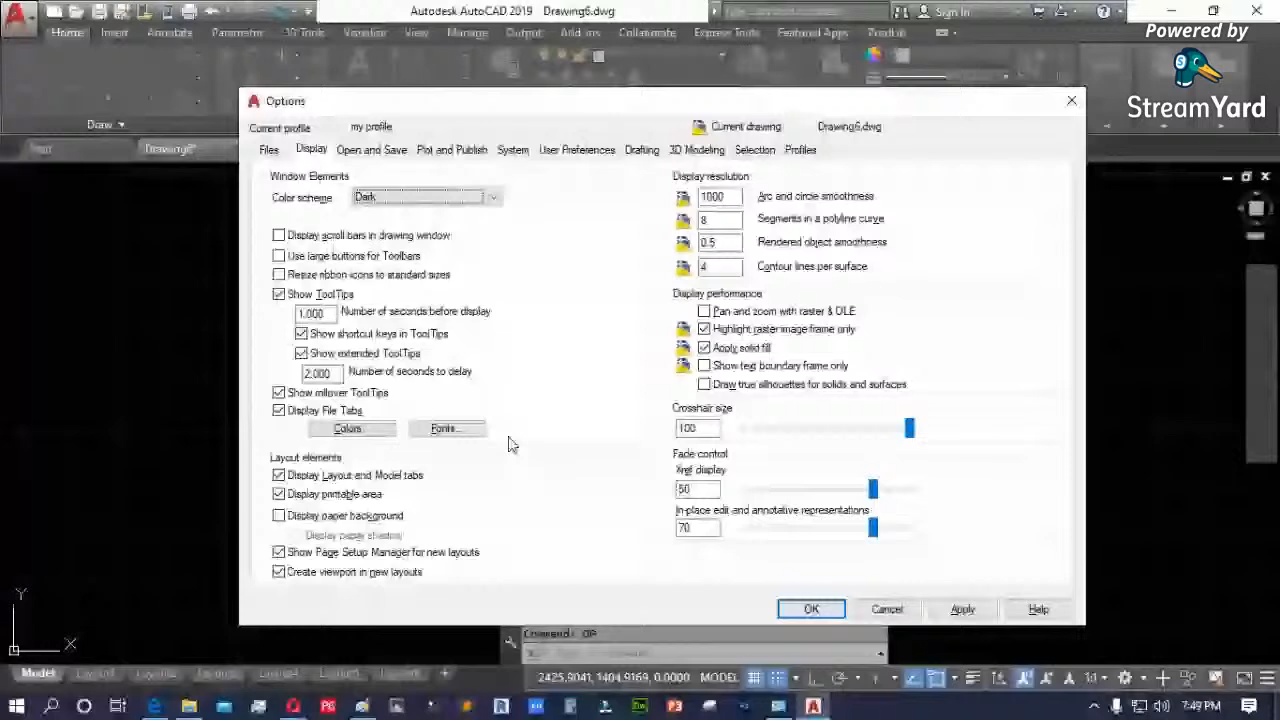 Autodesk AutoCAD 2019 Drawing6.dwg
Sign In
Home Insert Annotate Parametric 3D Tools Visualize View Manage Output Add-ins Collaborate Express Tools Featured Apps
Powered by
StreamYard
Draw
Options
Current profile my profile Current drawing Drawing6.dwg
Files Display Open and Save Plot and Publish System User Preferences Drafting 3D Modeling Selection Profiles
Window Elements
Color scheme Dark
Display scroll bars in drawing window
Use large buttons for Toolbars
Resize ribbon icons to standard sizes
Show ToolTips
1.000 Number of seconds before display
Show shortcut keys in ToolTips
Show extended ToolTips
2.000 Number of seconds to delay
Show rollover ToolTips
Display File Tabs
Colors... Fonts...
Layout elements
Display Layout and Model tabs
Display printable area
Display paper background
Display paper shadow
Show Page Setup Manager for new layouts
Create viewport in new layouts
Display resolution
1000 Arc and circle smoothness
8 Segments in a polyline curve
0.5 Rendered object smoothness
4 Contour lines per surface
Display performance
Pan and zoom with raster & OLE
Highlight raster image frame only
Apply solid fill
Show text boundary frame only
Draw true silhouettes for solids and surfaces
Crosshair size
100
Fade control
Xref display
50
In-place edit and annotative representations
70
OK Cancel Apply Help
Y
X
Command: OP
Model
2425.9041, 1404.9169, 0.0000 MODEL
7:49 PM